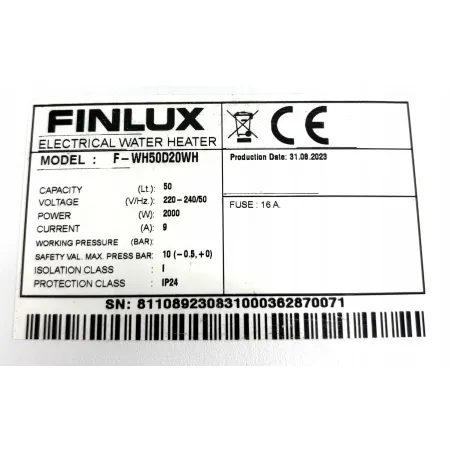 FINLUX
ELECTRICAL WATER HEATER
MODEL : F-WH50D20WH
Production Date: 31.08.2023
CAPACITY (Lt.): 50
VOLTAGE (V/Hz.): 220-240/50
POWER (W): 2000
CURRENT (A): 9
WORKING PRESSURE (BAR):
SAFETY VAL. MAX. PRESS BAR: 10 (-0.5,+0)
ISOLATION CLASS : I
PROTECTION CLASS : IP24
CE
FUSE : 16 A.
SN: 811089230831000362870071